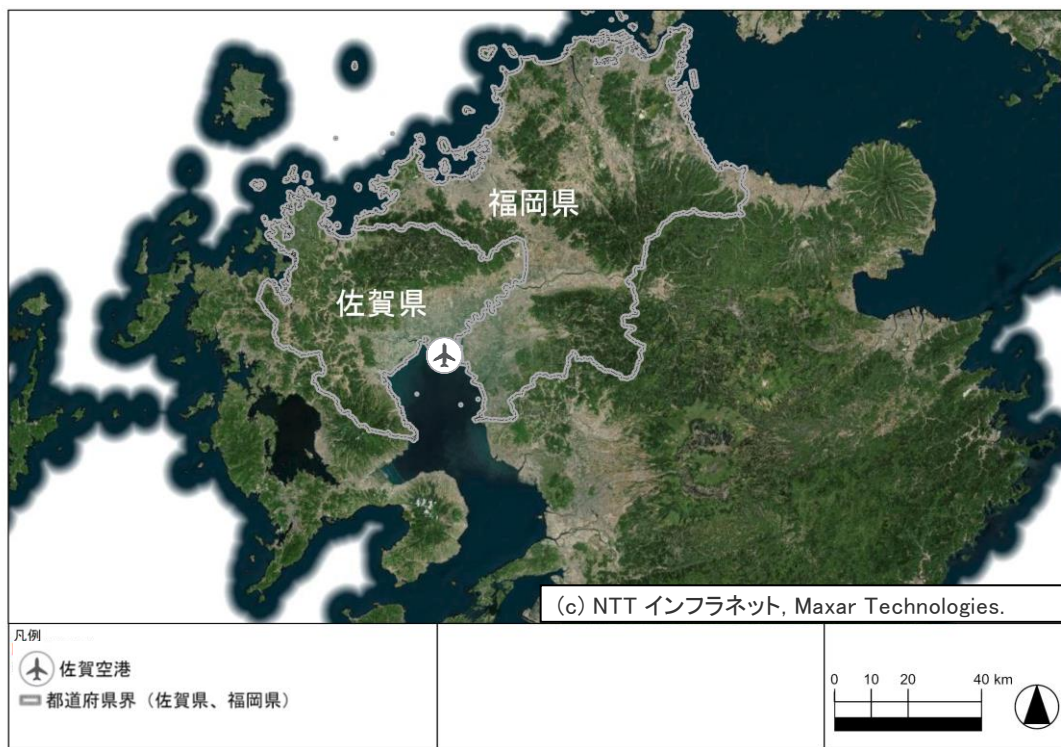 福岡県
佐賀県
(c) NTT インフラネット, Maxar Technologies.
凡例
佐賀空港
都道府県界（佐賀県、福岡県）
0 10 20 40 km